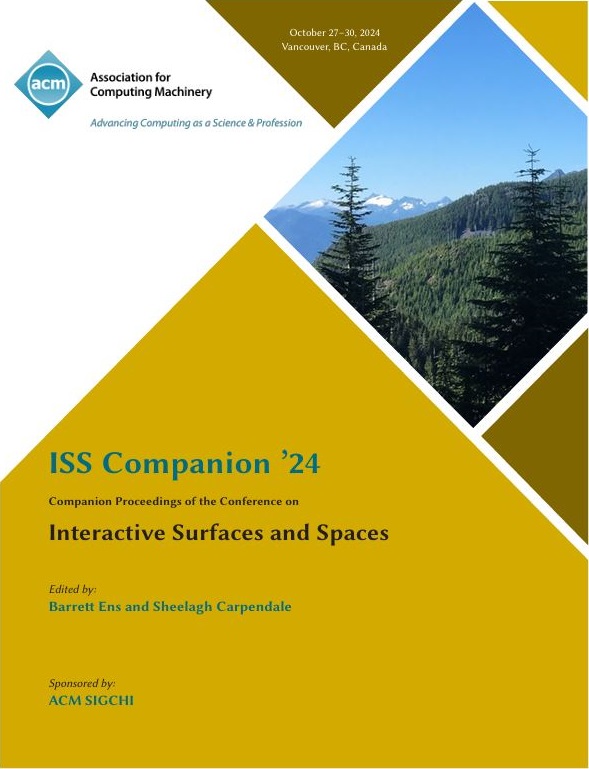 October 27–30, 2024
Vancouver, BC, Canada
acm
Association for
Computing Machinery
Advancing Computing as a Science & Profession
ISS Companion ’24
Companion Proceedings of the Conference on
Interactive Surfaces and Spaces
Edited by:
Barrett Ens and Sheelagh Carpendale
Sponsored by:
ACM SIGCHI